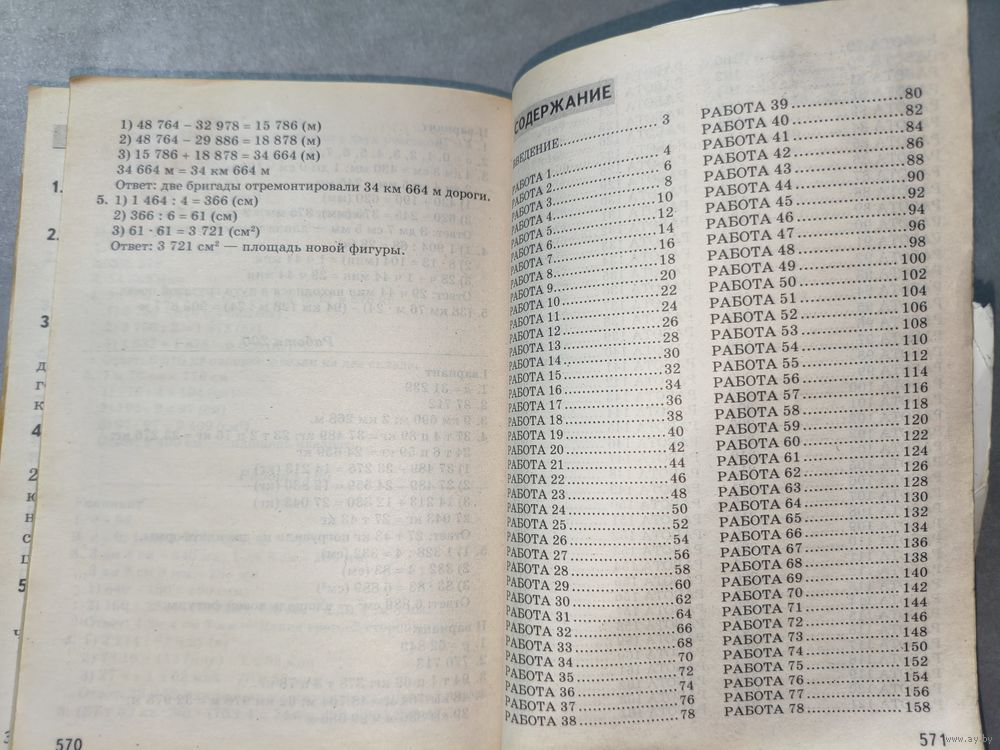 1) 48 764 – 32 978 = 15 786 (м)
2) 48 764 – 29 886 = 18 878 (м)
3) 15 786 + 18 878 = 34 664 (м)
34 664 м = 34 км 664 м
Ответ: две бригады отремонтировали 34 км 664 м дороги.
5. 1) 1 464 : 4 = 366 (см)
2) 366 : 6 = 61 (см)
3) 61 · 61 = 3 721 (см²)
Ответ: 3 721 см² — площадь новой фигуры.
570
1.
2.
3
4
5
СОДЕРЖАНИЕ
ВВЕДЕНИЕ 3
РАБОТА 1 4
РАБОТА 2 6
РАБОТА 3 8
РАБОТА 4 10
РАБОТА 5 12
РАБОТА 6 14
РАБОТА 7 16
РАБОТА 8 18
РАБОТА 9 20
РАБОТА 10 22
РАБОТА 11 24
РАБОТА 12 26
РАБОТА 13 28
РАБОТА 14 30
РАБОТА 15 32
РАБОТА 16 34
РАБОТА 17 36
РАБОТА 18 38
РАБОТА 19 40
РАБОТА 20 42
РАБОТА 21 44
РАБОТА 22 46
РАБОТА 23 48
РАБОТА 24 50
РАБОТА 25 52
РАБОТА 26 54
РАБОТА 27 56
РАБОТА 28 58
РАБОТА 29 60
РАБОТА 30 62
РАБОТА 31 64
РАБОТА 32 66
РАБОТА 33 68
РАБОТА 34 70
РАБОТА 35 72
РАБОТА 36 74
РАБОТА 37 76
РАБОТА 38 78
РАБОТА 39 80
РАБОТА 40 82
РАБОТА 41 84
РАБОТА 42 86
РАБОТА 43 88
РАБОТА 44 90
РАБОТА 45 92
РАБОТА 46 94
РАБОТА 47 96
РАБОТА 48 98
РАБОТА 49 100
РАБОТА 50 102
РАБОТА 51 104
РАБОТА 52 106
РАБОТА 53 108
РАБОТА 54 110
РАБОТА 55 112
РАБОТА 56 114
РАБОТА 57 116
РАБОТА 58 118
РАБОТА 59 120
РАБОТА 60 122
РАБОТА 61 124
РАБОТА 62 126
РАБОТА 63 128
РАБОТА 64 130
РАБОТА 65 132
РАБОТА 66 134
РАБОТА 67 136
РАБОТА 68 138
РАБОТА 69 140
РАБОТА 70 142
РАБОТА 71 144
РАБОТА 72 146
РАБОТА 73 148
РАБОТА 74 150
РАБОТА 75 152
РАБОТА 76 154
РАБОТА 77 156
РАБОТА 78 158
571
www.ay.by